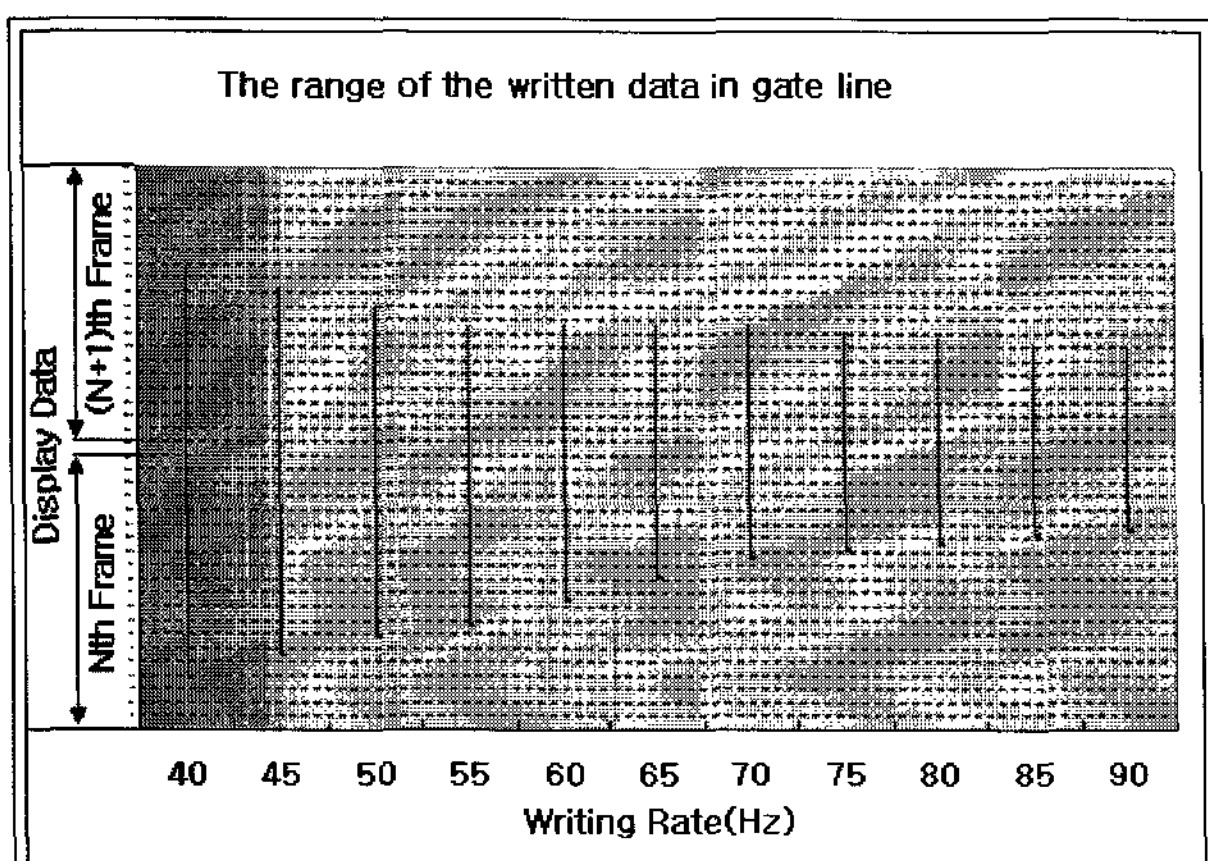 The range of the written data in gate line
Display Data
(N+1)th Frame
Nth Frame
40 45 50 55 60 65 70 75 80 85 90
Writing Rate(Hz)